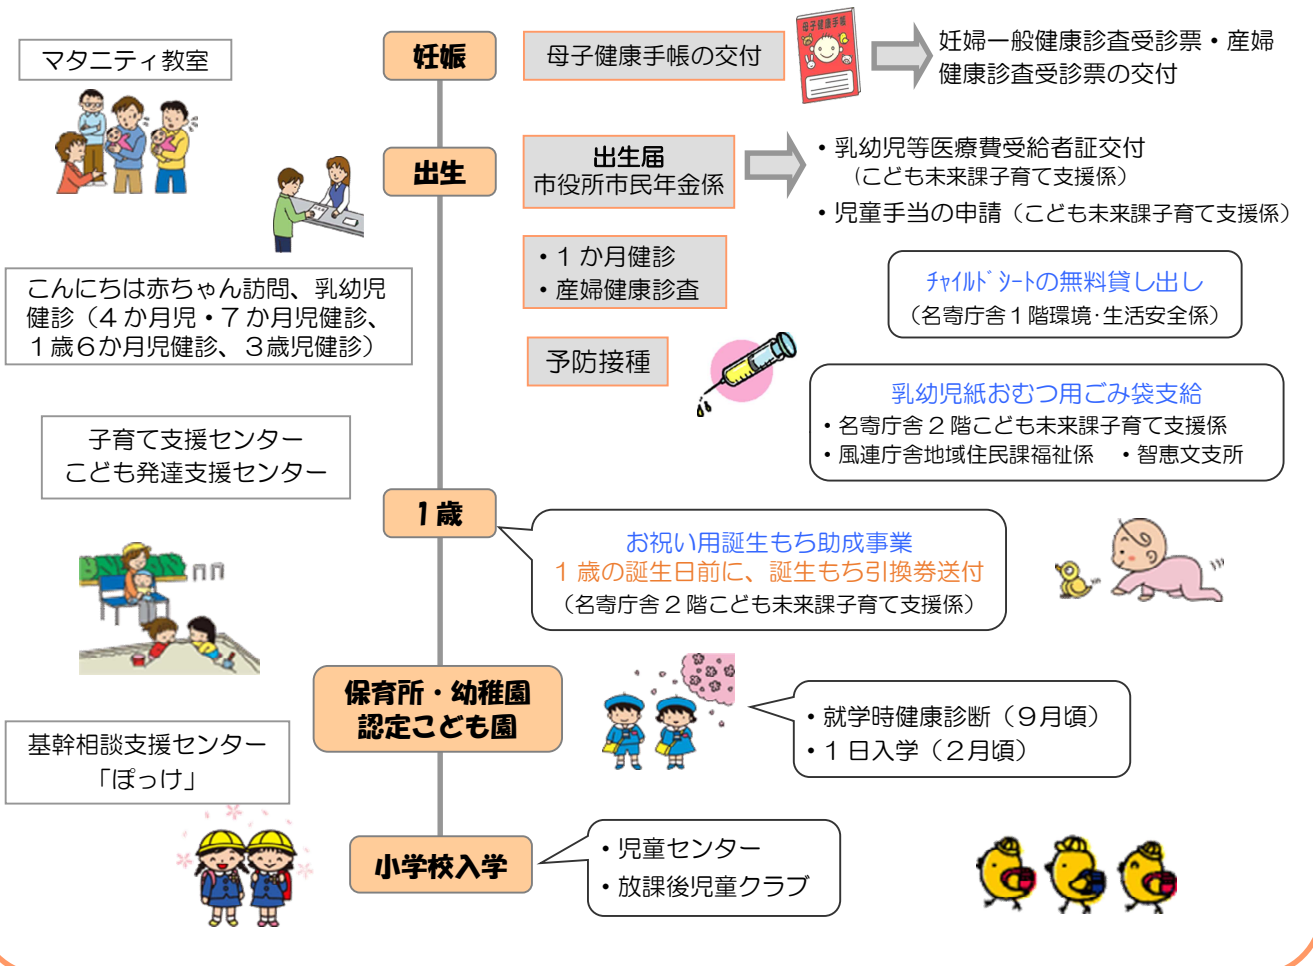 マタニティ教室
妊娠
母子健康手帳の交付
母子健康手帳
妊婦一般健康診査受診票・産婦
健康診査受診票の交付
出生
出生届
市役所市民年金係
・乳幼児等医療費受給者証交付
(こども未来課子育て支援係)
・児童手当の申請(こども未来課子育て支援係)
・1か月健診
・産婦健康診査
こんにちは赤ちゃん訪問、乳幼児
健診(4か月児・7か月児健診、
1歳6か月児健診、3歳児健診)
チャイルドシートの無料貸し出し
(名寄庁舎1階環境・生活安全係)
予防接種
乳幼児紙おむつ用ごみ袋支給
・名寄庁舎2階こども未来課子育て支援係
・風連庁舎地域住民課福祉係 ・智恵文支所
子育て支援センター
こども発達支援センター
1歳
お祝い用誕生もち助成事業
1歳の誕生日前に、誕生もち引換券送付
(名寄庁舎2階こども未来課子育て支援係)
保育所・幼稚園
認定こども園
・就学時健康診断(9月頃)
・1日入学(2月頃)
基幹相談支援センター
「ぽっけ」
小学校入学
・児童センター
・放課後児童クラブ